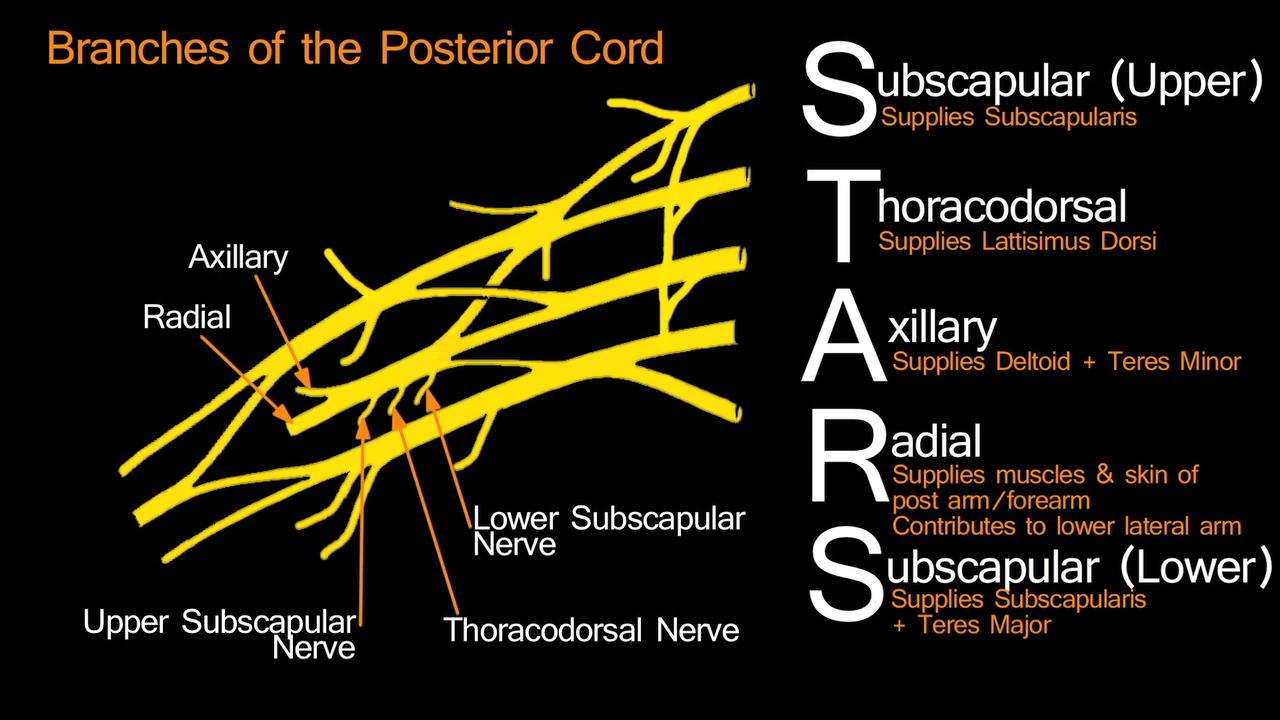 Branches of the Posterior Cord
Axillary
Radial
Lower Subscapular
Nerve
Upper Subscapular
Nerve
Thoracodorsal Nerve
Subscapular (Upper)
Supplies Subscapularis
Thoracodorsal
Supplies Lattisimus Dorsi
Axillary
Supplies Deltoid + Teres Minor
Radial
Supplies muscles & skin of
post arm/forearm
Contributes to lower lateral arm
Subscapular (Lower)
Supplies Subscapularis
+ Teres Major